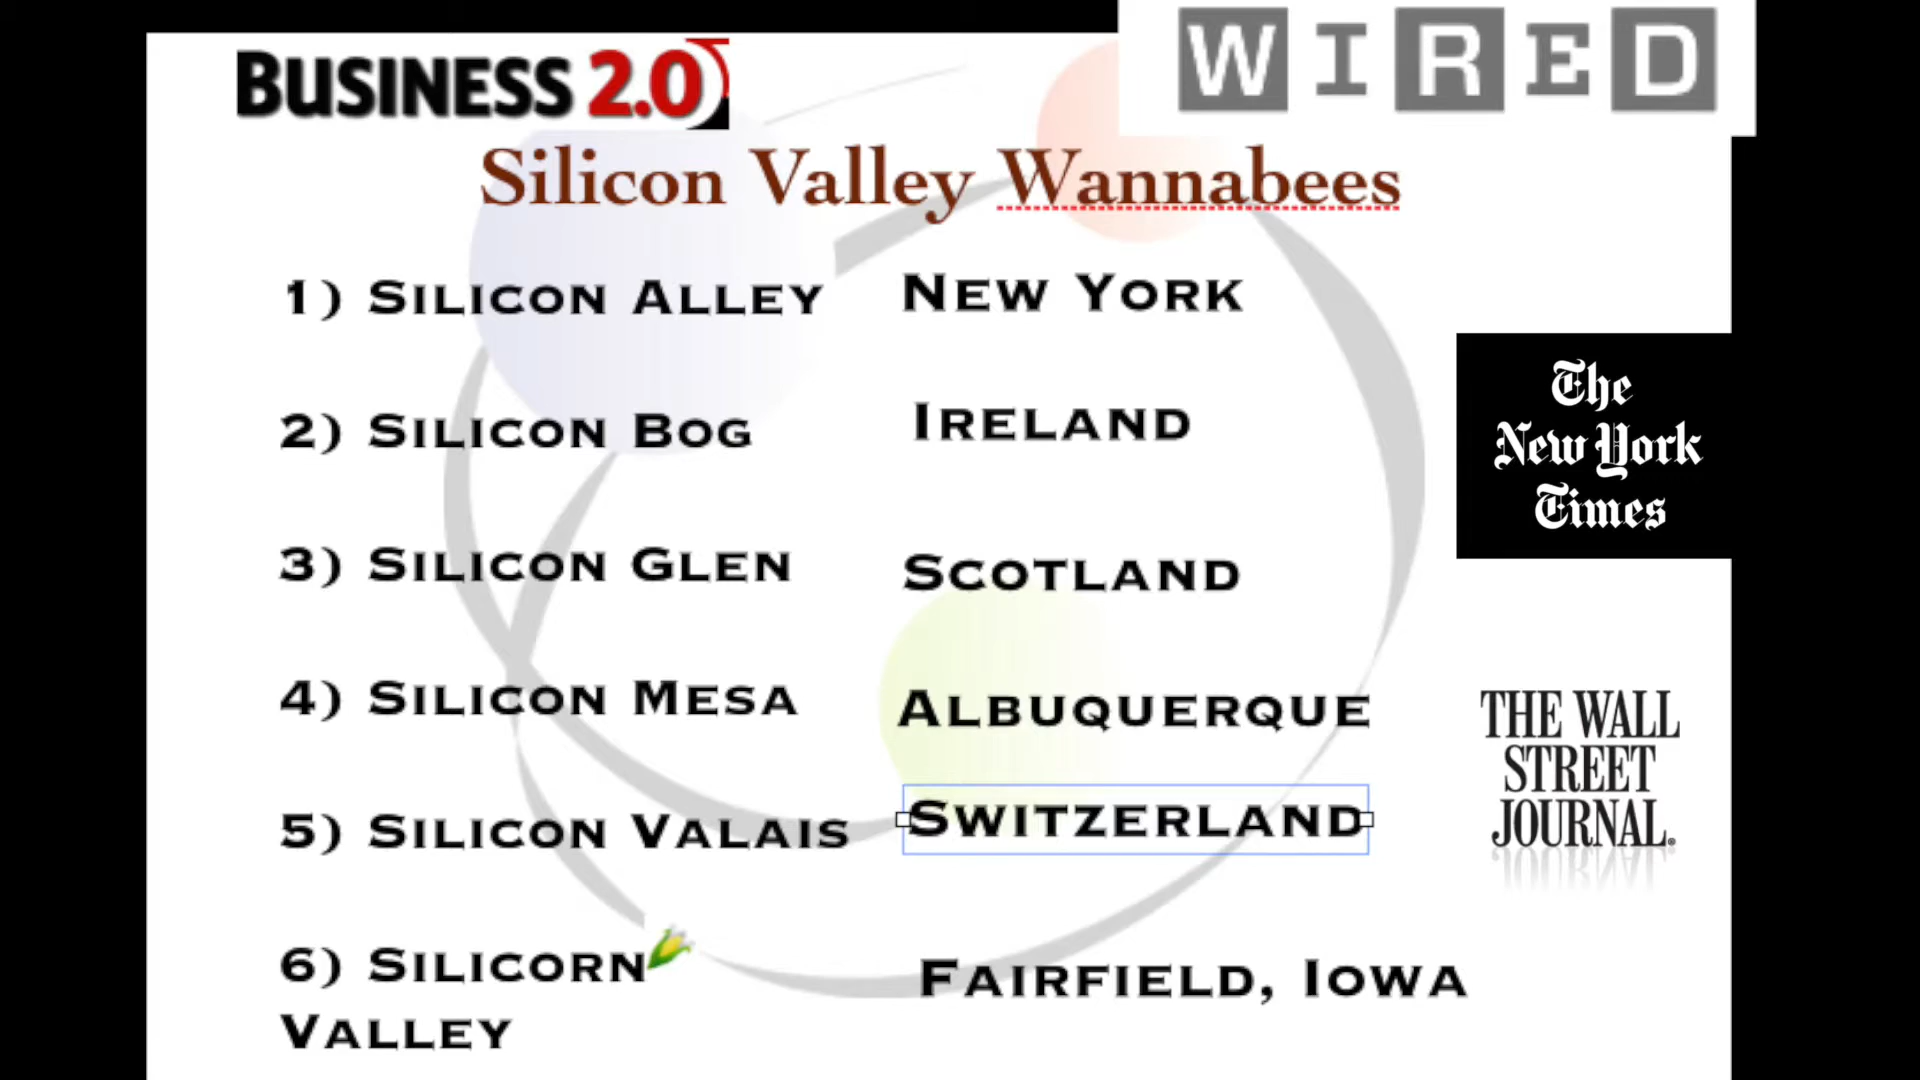 BUSINESS 2.0
WIRED
Silicon Valley Wannabees
1) SILICON ALLEY NEW YORK
2) SILICON BOG IRELAND
3) SILICON GLEN SCOTLAND
4) SILICON MESA ALBUQUERQUE
5) SILICON VALAIS SWITZERLAND
6) SILICORN FAIRFIELD, IOWA
VALLEY
The
New York
Times
THE WALL
STREET
JOURNAL.